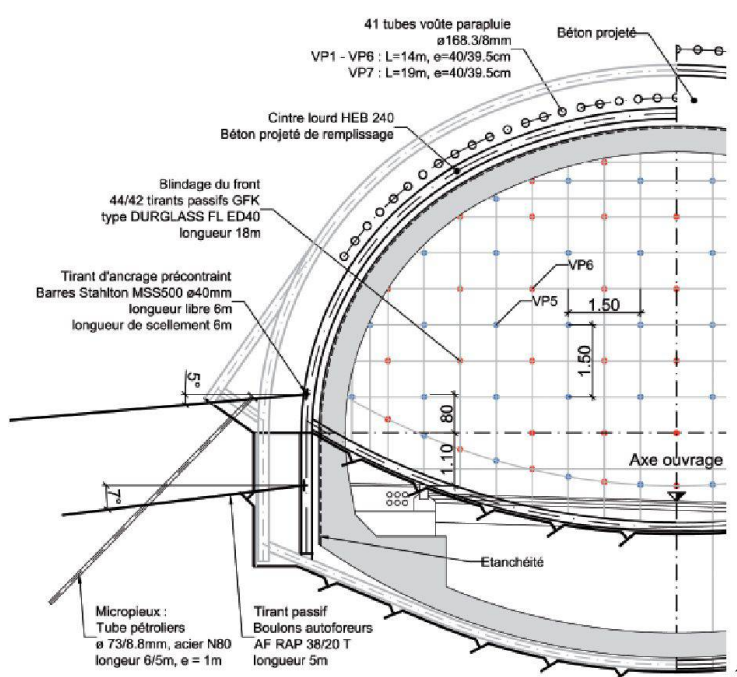 41 tubes voûte parapluie
ø168.3/8mm
VP1 - VP6 : L=14m, e=40/39.5cm
VP7 : L=19m, e=40/39.5cm
Béton projeté
Cintre lourd HEB 240
Béton projeté de remplissage
Blindage du front
44/42 tirants passifs GFK
type DURGLASS FL ED40
longueur 18m
Tirant d'ancrage précontraint
Barres Stahlton MSS500 ø40mm
longueur libre 6m
longueur de scellement 6m
VP6
VP5
1.50
1.50
5°
80
1.10
Axe ouvrage
7°
Etanchéité
Micropieux :
Tube pétroliers
ø 73/8.8mm, acier N80
longeur 6/5m, e = 1m
Tirant passif
Boulons autoforeurs
AF RAP 38/20 T
longueur 5m